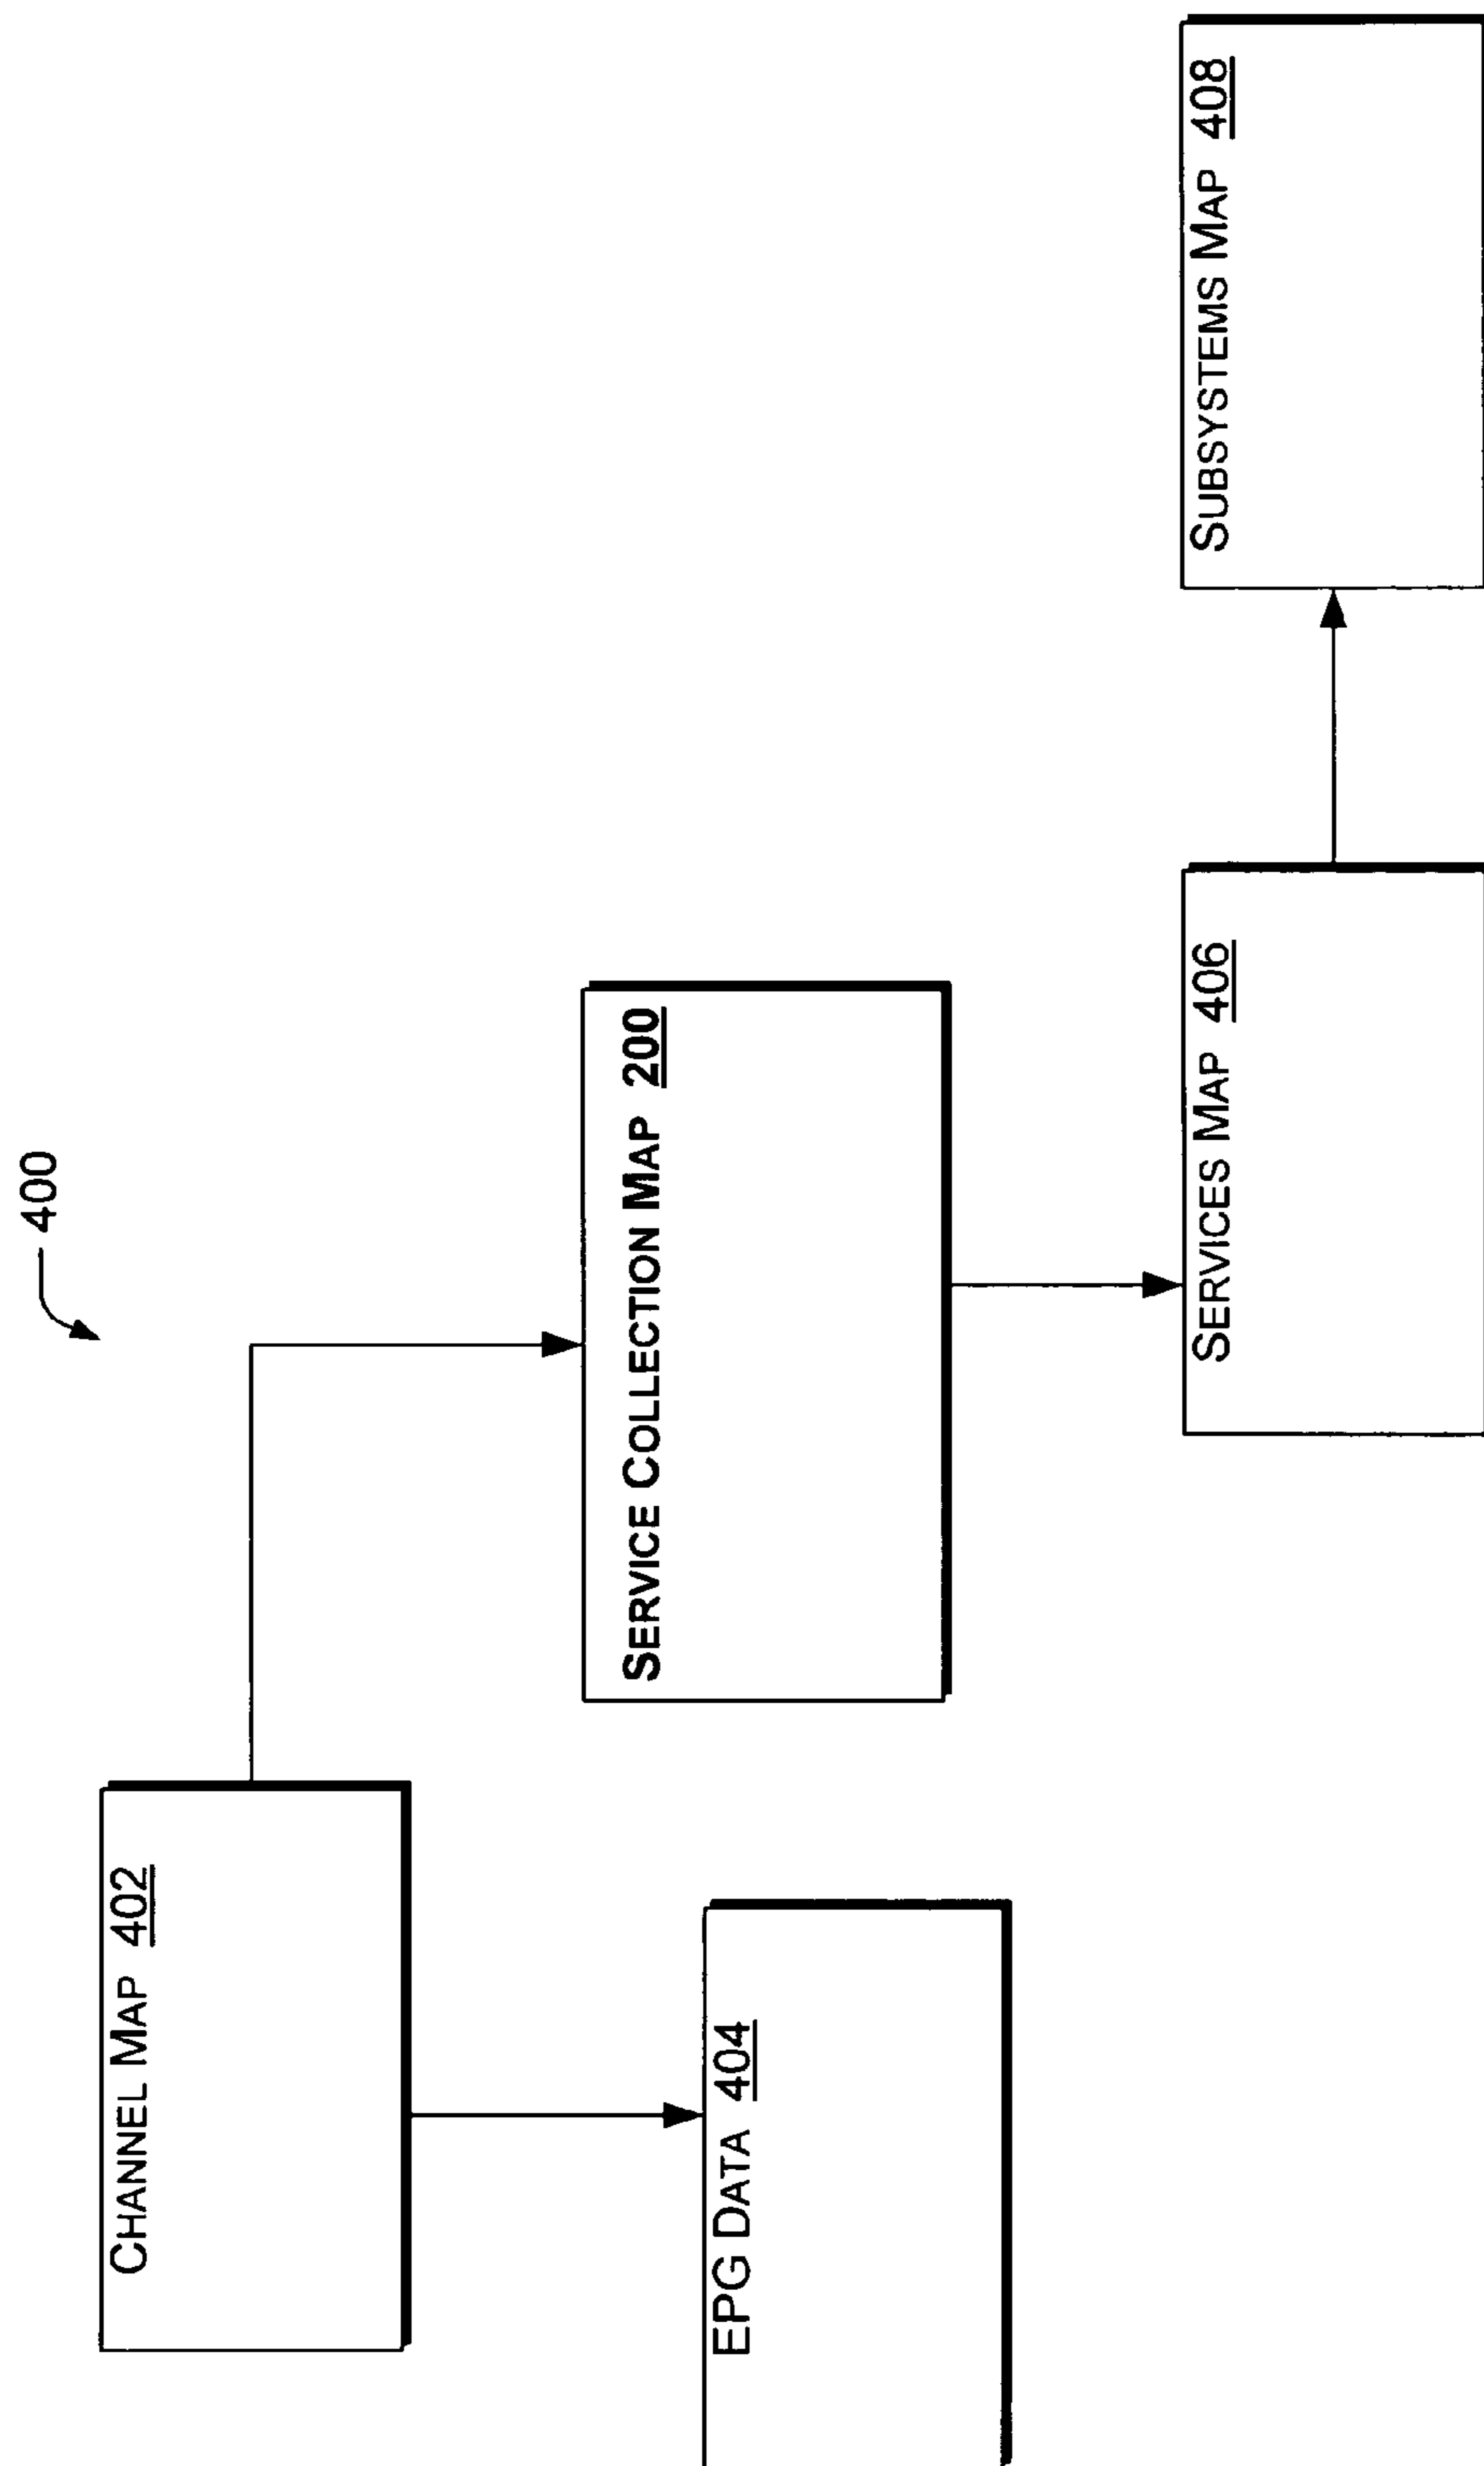 400
CHANNEL MAP 402
SERVICE COLLECTION MAP 200
EPG DATA 404
SERVICES MAP 406
SUBSYSTEMS MAP 408